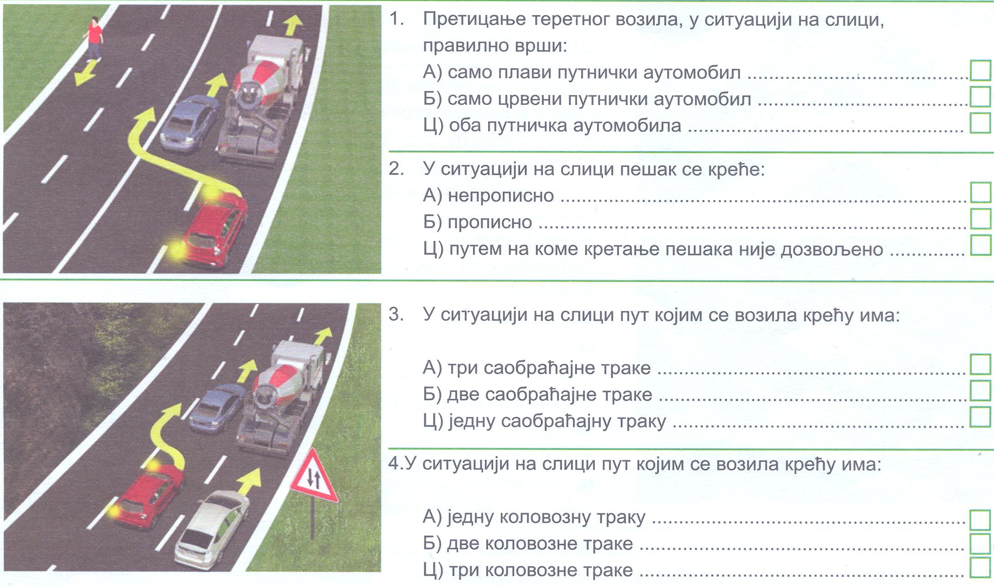 1. Претицање теретног возила, у ситуацији на слици,
правилно врши:
А) само плави путнички аутомобил ..........................................
Б) само црвени путнички аутомобил ........................................
Ц) оба путничка аутомобила .....................................................
2. У ситуацији на слици пешак се креће:
А) непрописно .............................................................................
Б) прописно .................................................................................
Ц) путем на коме кретање пешака није дозвољено ..............
3. У ситуацији на слици пут којим се возила крећу има:
А) три саобраћајне траке ...........................................................
Б) две саобраћајне траке ...........................................................
Ц) једну саобраћајну траку ........................................................
4.У ситуацији на слици пут којим се возила крећу има:
А) једну коловозну траку ............................................................
Б) две коловозне траке ..............................................................
Ц) три коловозне траке ..............................................................